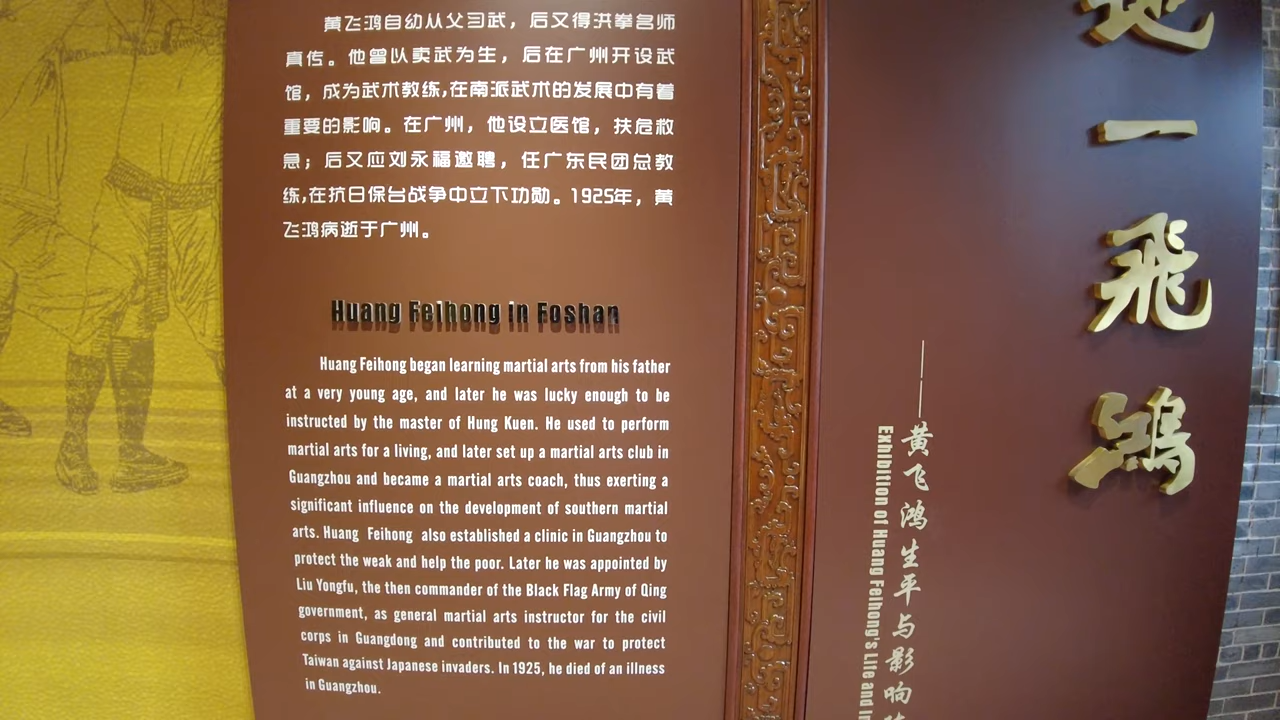 黄飞鸿自幼从父习武，后又得洪拳名师
真传。他曾以卖武为生，后在广州开设武
馆，成为武术教练,在南派武术的发展中有着
重要的影响。在广州，他设立医馆，扶危救
急；后又应刘永福邀聘，任广东民团总教
练,在抗日保台战争中立下功勋。1925年，黄
飞鸿病逝于广州。
Huang Feihong in Foshan
Huang Feihong began learning martial arts from his father
at a very young age, and later he was lucky enough to be
instructed by the master of Hung Kuen. He used to perform
martial arts for a living, and later set up a martial arts club in
Guangzhou and became a martial arts coach, thus exerting a
significant influence on the development of southern martial
arts. Huang Feihong also established a clinic in Guangzhou to
protect the weak and help the poor. Later he was appointed by
Liu Yongfu, the then commander of the Black Flag Army of Qing
government, as general martial arts instructor for the civil
corps in Guangdong and contributed to the war to protect
Taiwan against Japanese invaders. In 1925, he died of an illness
in Guangzhou.
地一飛鴻
——黄飞鸿生平与影响
Exhibition of Huang Feihong's Life and